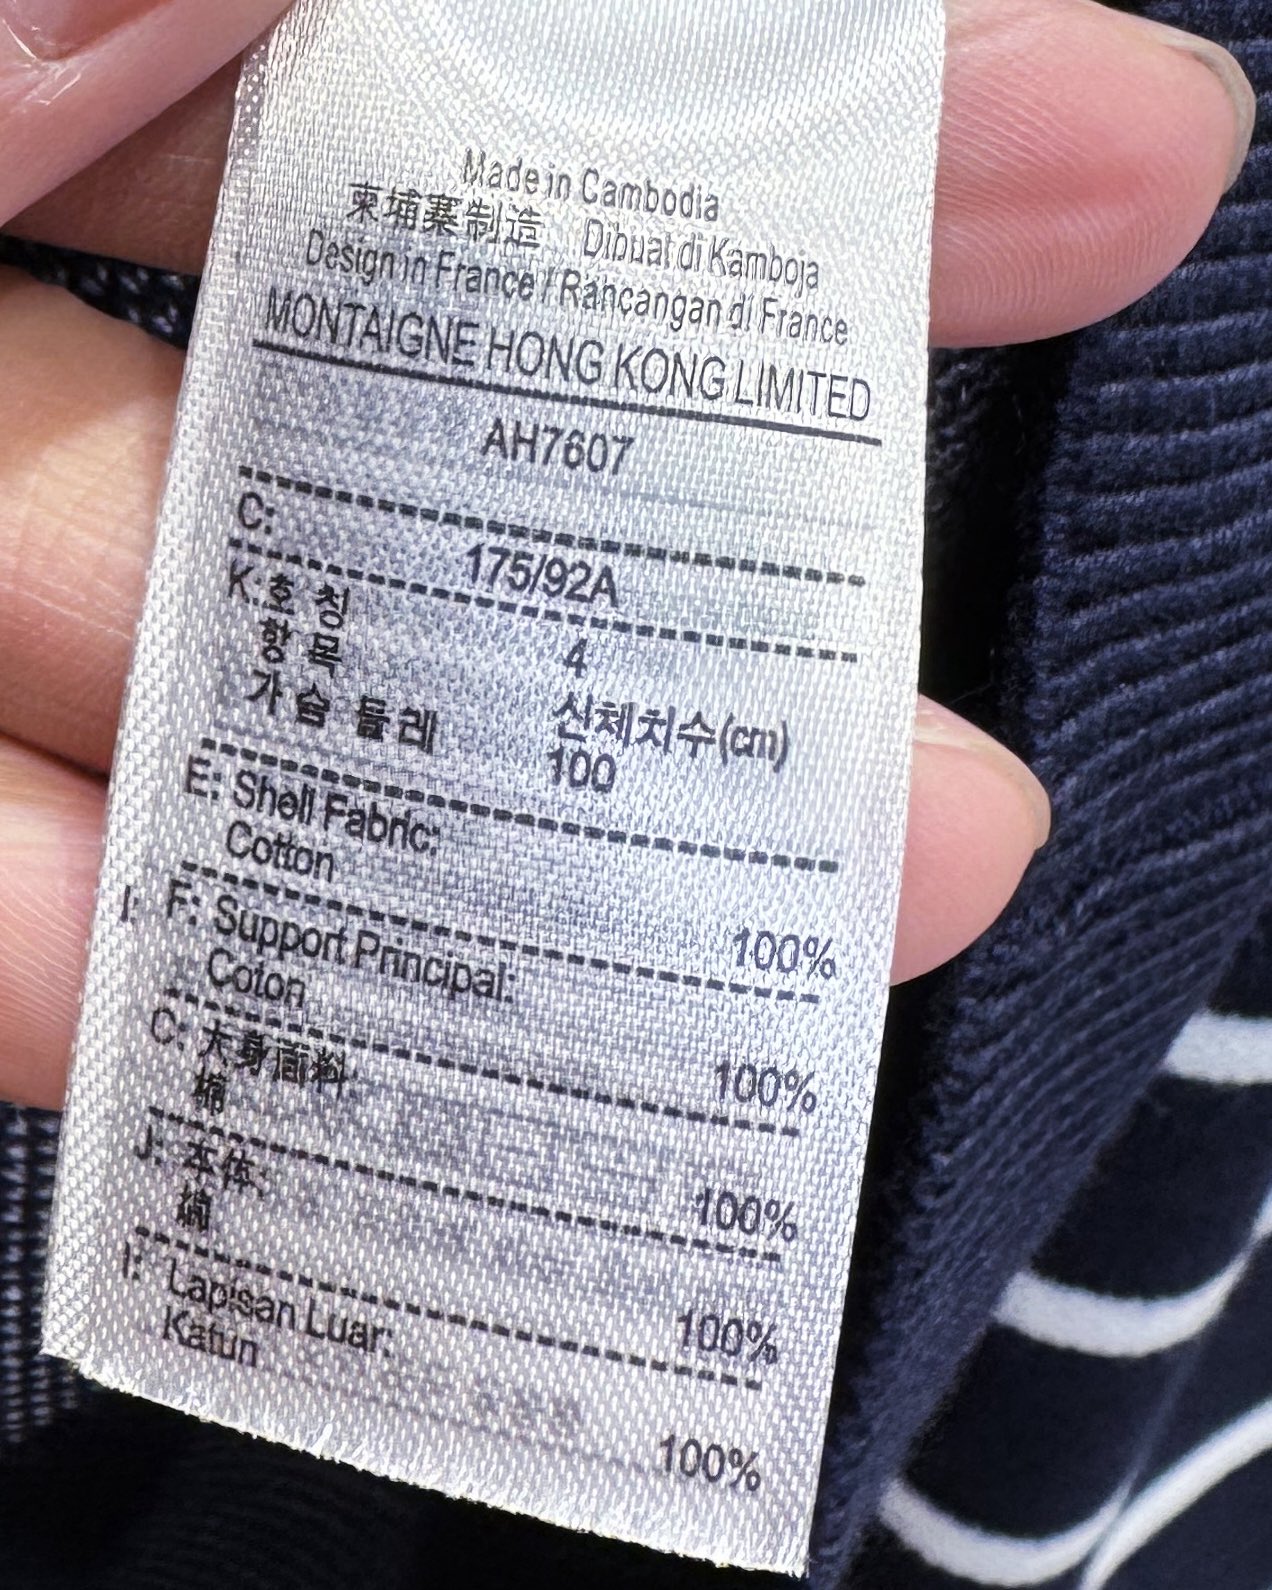 Made in Cambodia
柬埔寨制造 Dibuat di Kamboja
Design in France / Rancangan di France
MONTAIGNE HONG KONG LIMITED
AH7607
C:
175/92A
K: 호 칭
4
항 목
신체치수(cm)
가 슴 둘 레
100
E: Shell Fabric:
Cotton
100%
I:
F: Support Principal:
Coton
100%
C: 大身面料:
棉
100%
J: 本体:
綿
100%
I: Lapisan Luar:
Katun
100%